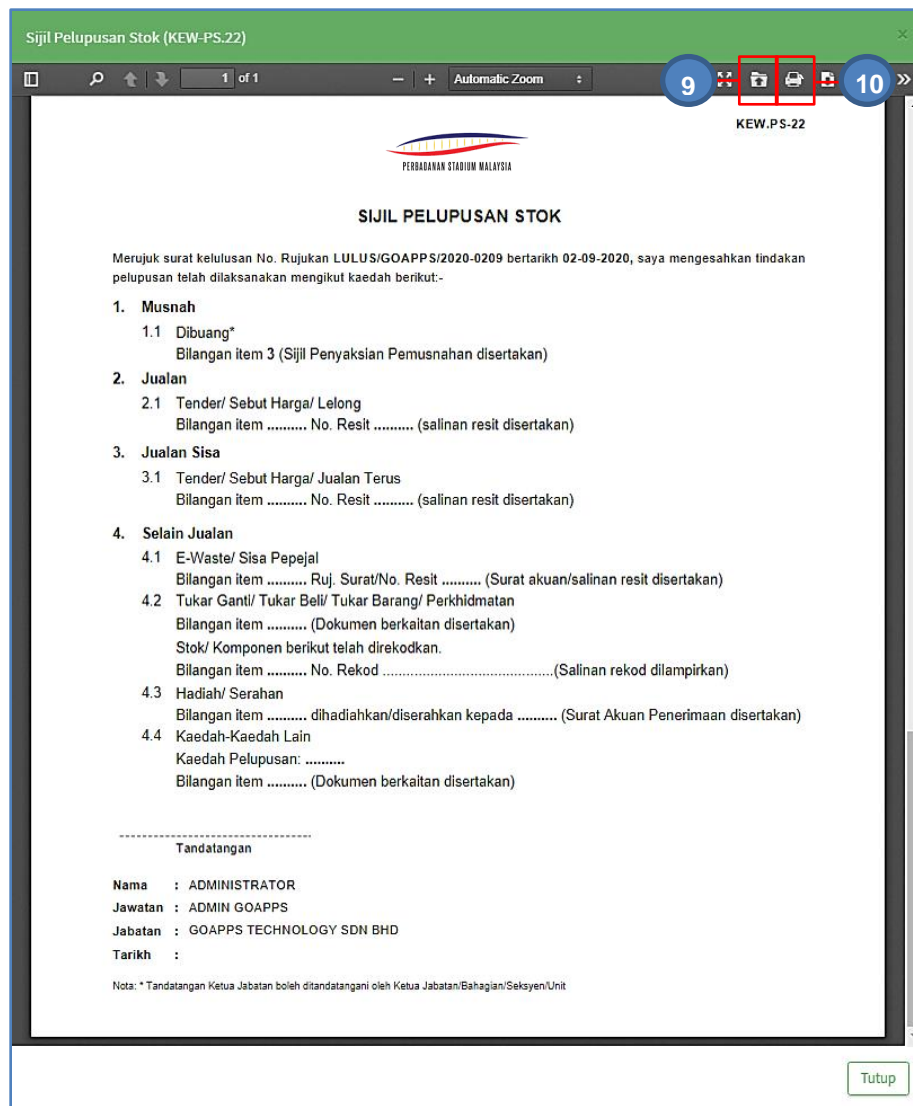 Sijil Pelupusan Stok (KEW-PS.22)
×
1 of 1
Automatic Zoom
9
10
KEW.PS-22
PERBADANAN STADIUM MALAYSIA
SIJIL PELUPUSAN STOK
Merujuk surat kelulusan No. Rujukan LULUS/GOAPPS/2020-0209 bertarikh 02-09-2020, saya mengesahkan tindakan
pelupusan telah dilaksanakan mengikut kaedah berikut:-
1. Musnah
1.1 Dibuang*
Bilangan item 3 (Sijil Penyaksian Pemusnahan disertakan)
2. Jualan
2.1 Tender/ Sebut Harga/ Lelong
Bilangan item .......... No. Resit .......... (salinan resit disertakan)
3. Jualan Sisa
3.1 Tender/ Sebut Harga/ Jualan Terus
Bilangan item .......... No. Resit .......... (salinan resit disertakan)
4. Selain Jualan
4.1 E-Waste/ Sisa Pepejal
Bilangan item .......... Ruj. Surat/No. Resit .......... (Surat akuan/salinan resit disertakan)
4.2 Tukar Ganti/ Tukar Beli/ Tukar Barang/ Perkhidmatan
Bilangan item .......... (Dokumen berkaitan disertakan)
Stok/ Komponen berikut telah direkodkan.
Bilangan item .......... No. Rekod ............................................(Salinan rekod dilampirkan)
4.3 Hadiah/ Serahan
Bilangan item .......... dihadiahkan/diserahkan kepada .......... (Surat Akuan Penerimaan disertakan)
4.4 Kaedah-Kaedah Lain
Kaedah Pelupusan: ..........
Bilangan item .......... (Dokumen berkaitan disertakan)
----------------------------------
Tandatangan
Nama : ADMINISTRATOR
Jawatan : ADMIN GOAPPS
Jabatan : GOAPPS TECHNOLOGY SDN BHD
Tarikh :
Nota: * Tandatangan Ketua Jabatan boleh ditandatangani oleh Ketua Jabatan/Bahagian/Seksyen/Unit
Tutup